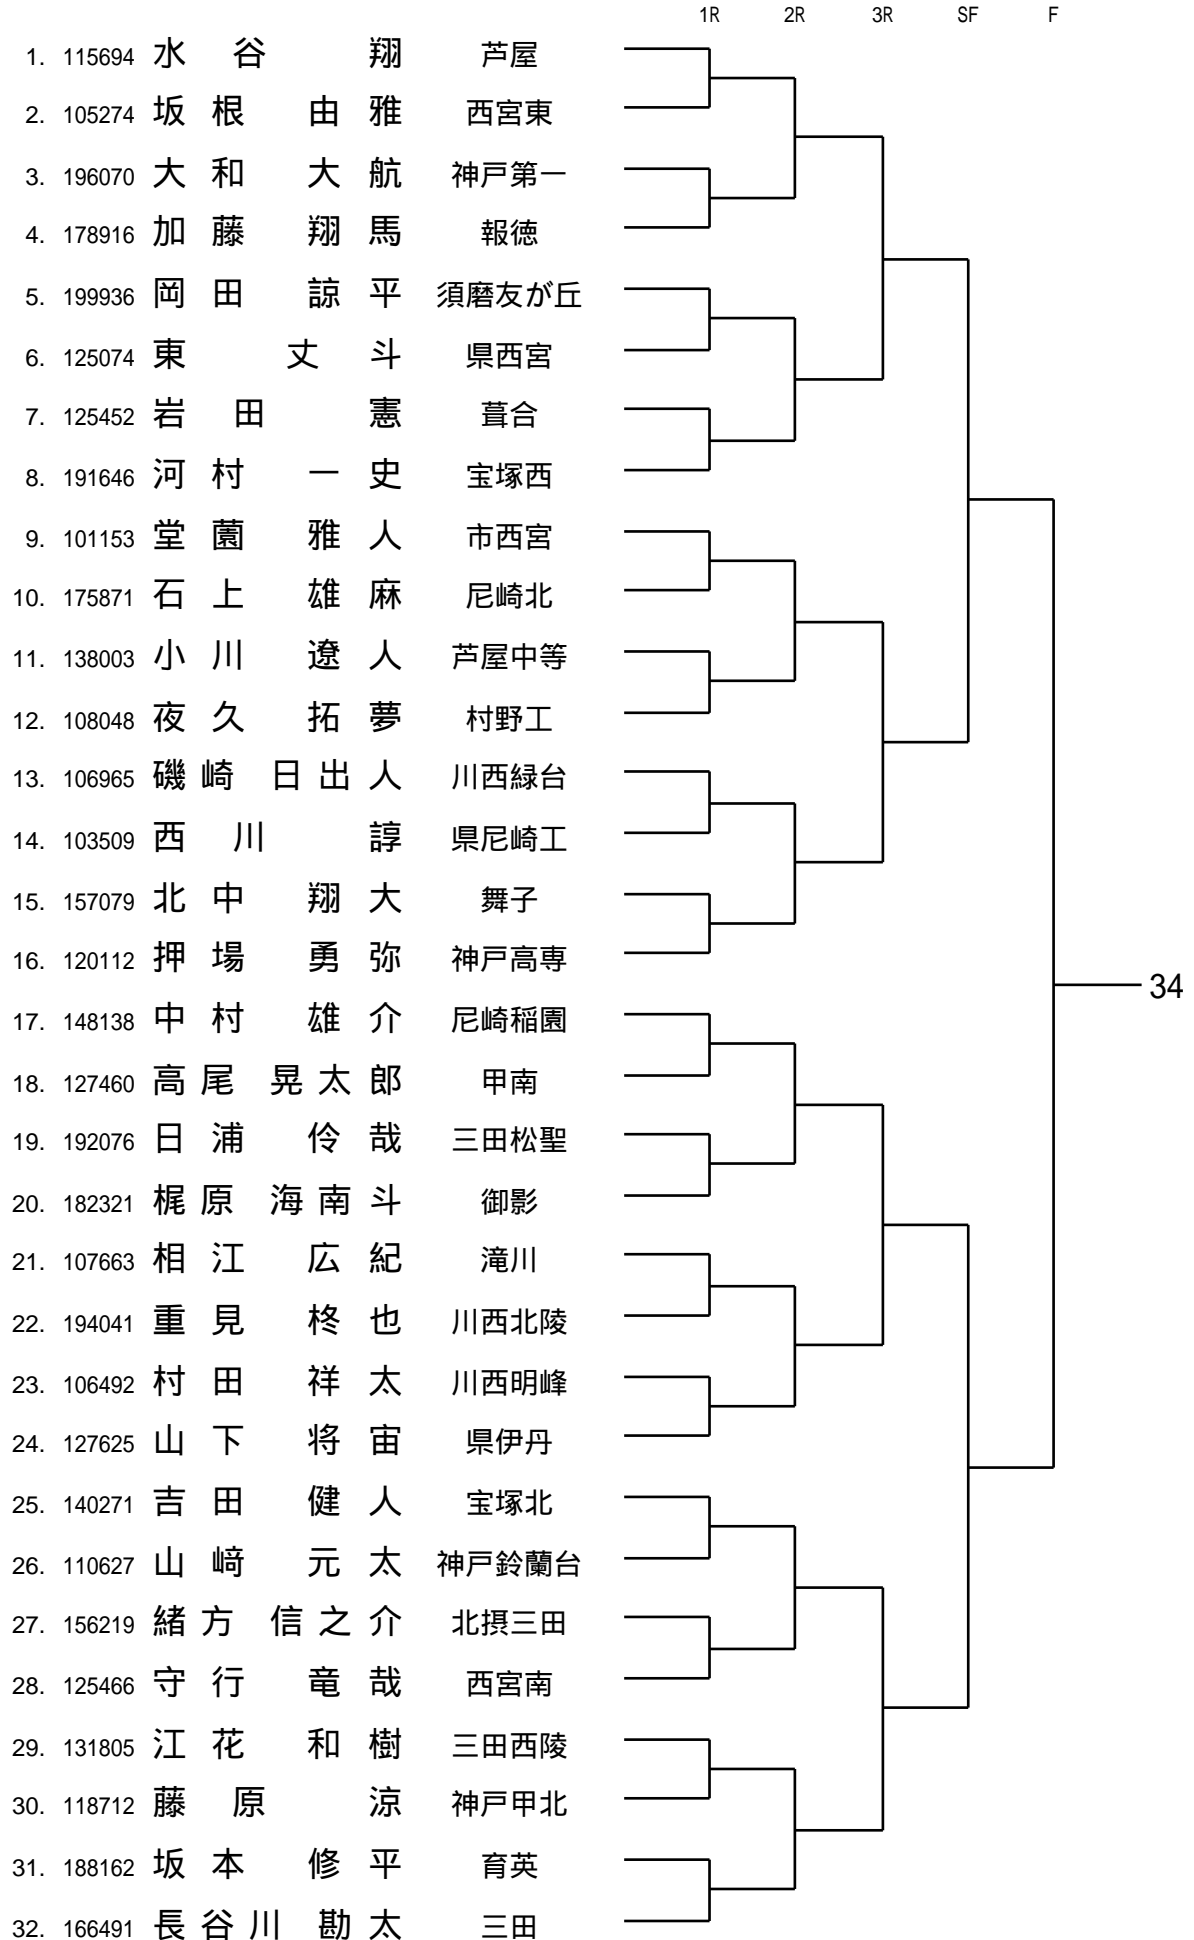 1R 2R 3R SF F
1. 115694 水谷 翔 芦屋
2. 105274 坂根 由雅 西宮東
3. 196070 大和 大航 神戸第一
4. 178916 加藤 翔馬 報徳
5. 199936 岡田 諒平 須磨友が丘
6. 125074 東 丈斗 県西宮
7. 125452 岩田 憲 葺合
8. 191646 河村 一史 宝塚西
9. 101153 堂薗 雅人 市西宮
10. 175871 石上 雄麻 尼崎北
11. 138003 小川 遼人 芦屋中等
12. 108048 夜久 拓夢 村野工
13. 106965 磯崎 日出人 川西緑台
14. 103509 西川 諄 県尼崎工
15. 157079 北中 翔大 舞子
16. 120112 押場 勇弥 神戸高専
34
17. 148138 中村 雄介 尼崎稲園
18. 127460 高尾 晃太郎 甲南
19. 192076 日浦 伶哉 三田松聖
20. 182321 梶原 海南斗 御影
21. 107663 相江 広紀 滝川
22. 194041 重見 柊也 川西北陵
23. 106492 村田 祥太 川西明峰
24. 127625 山下 将宙 県伊丹
25. 140271 吉田 健人 宝塚北
26. 110627 山﨑 元太 神戸鈴蘭台
27. 156219 緒方 信之介 北摂三田
28. 125466 守行 竜哉 西宮南
29. 131805 江花 和樹 三田西陵
30. 118712 藤原 涼 神戸甲北
31. 188162 坂本 修平 育英
32. 166491 長谷川 勘太 三田